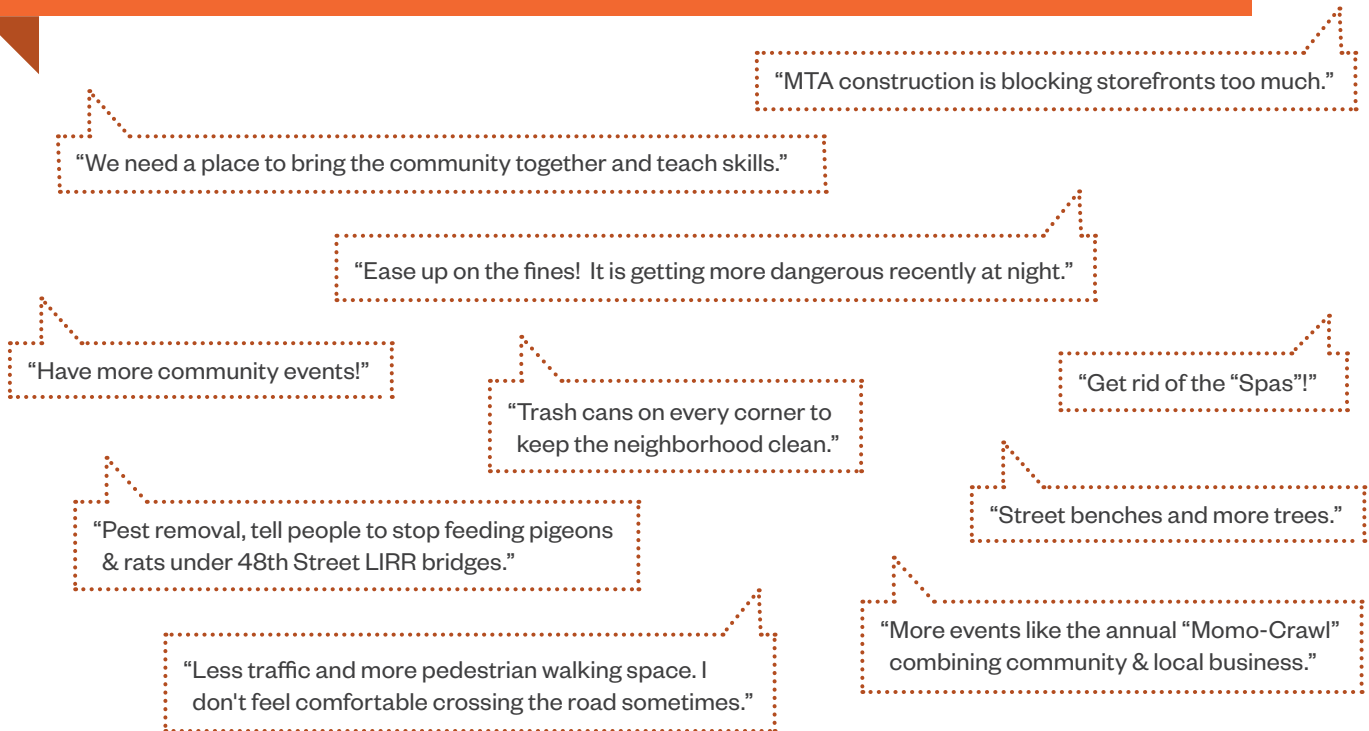 “MTA construction is blocking storefronts too much.”
“We need a place to bring the community together and teach skills.”
“Ease up on the fines!  It is getting more dangerous recently at night.”
“Have more community events!”
“Get rid of the “Spas”!”
“Trash cans on every corner to
keep the neighborhood clean.”
“Street benches and more trees.”
“Pest removal, tell people to stop feeding pigeons
& rats under 48th Street LIRR bridges.”
“More events like the annual “Momo-Crawl”
combining community & local business.”
“Less traffic and more pedestrian walking space. I
don't feel comfortable crossing the road sometimes.”